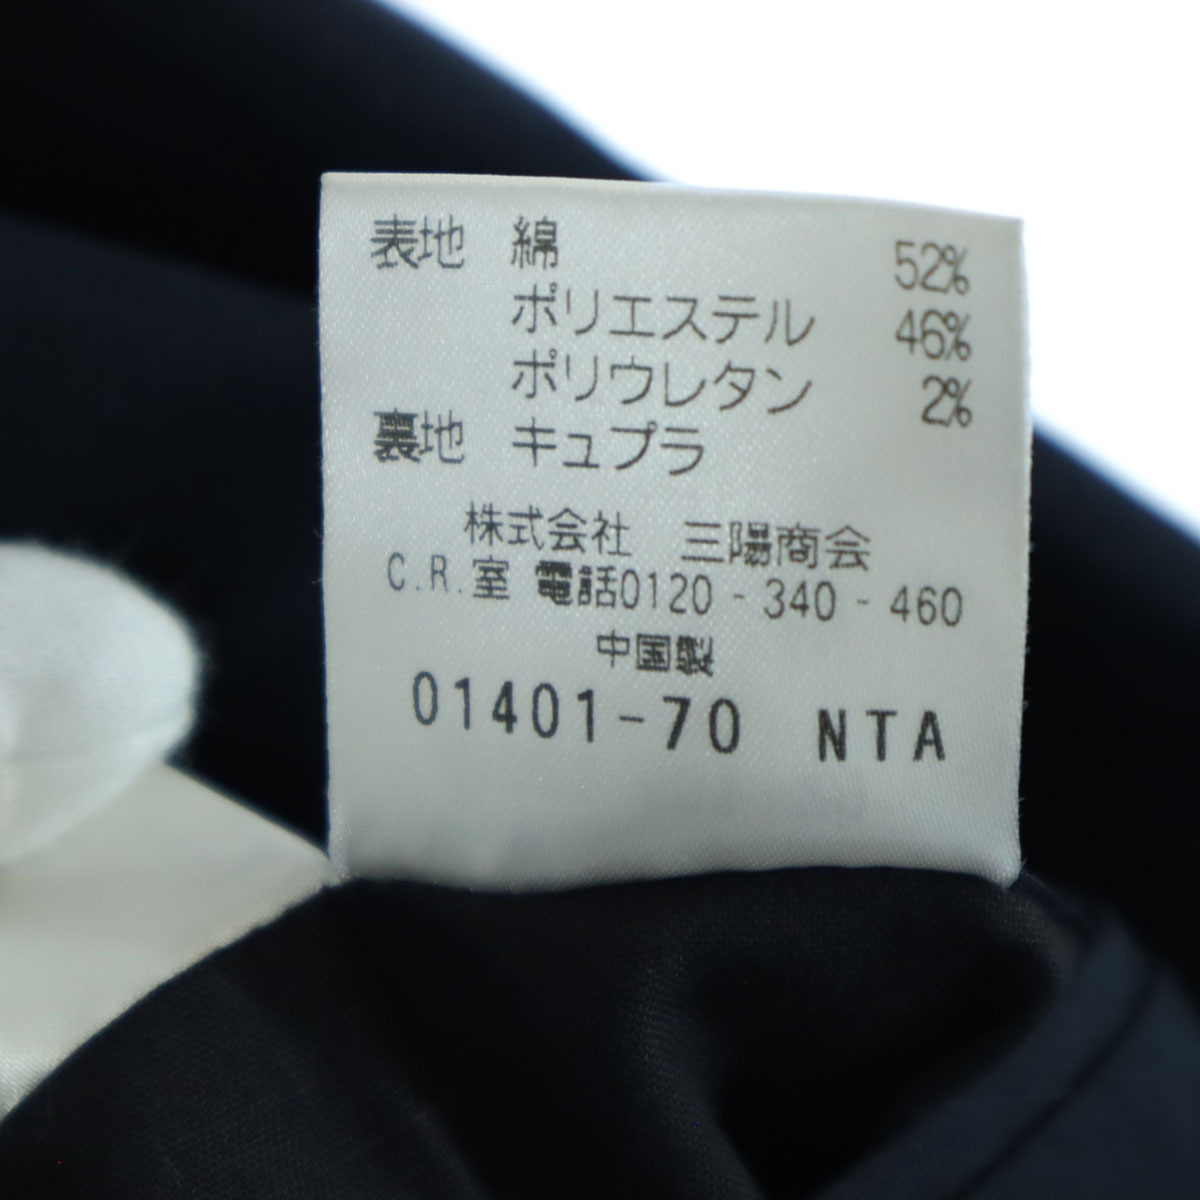 表地 綿 52%
ポリエステル 46%
ポリウレタン 2%
裏地 キュプラ
株式会社 三陽商会
C.R.室 電話0120-340-460
中国製
01401-70 NTA